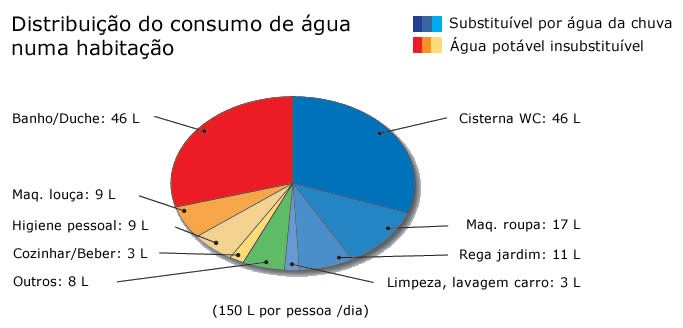 Distribuição do consumo de água
numa habitação
Substituível por água da chuva
Água potável insubstituível
Banho/Duche: 46 L
Cisterna WC: 46 L
Maq. louça: 9 L
Higiene pessoal: 9 L
Maq. roupa: 17 L
Cozinhar/Beber: 3 L
Rega jardim: 11 L
Outros: 8 L
Limpeza, lavagem carro: 3 L
(150 L por pessoa /dia)